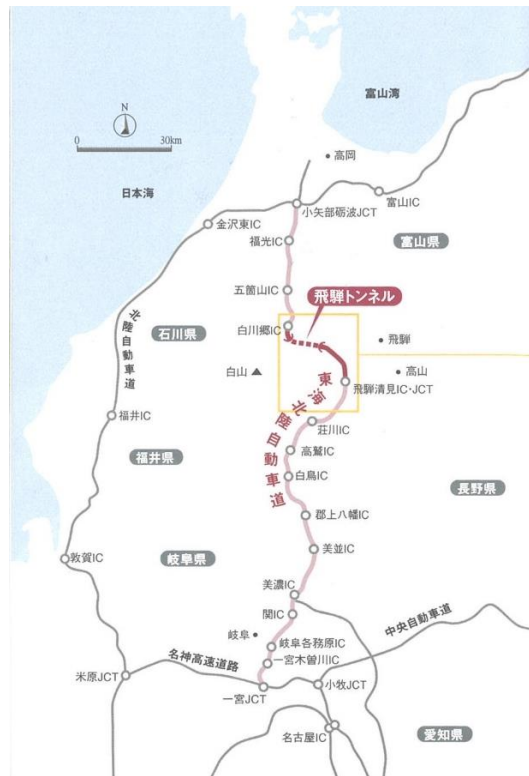 富山湾
N
0
30km
日本海
高岡
小矢部砺波JCT
富山IC
金沢東IC
福光IC
富山県
五箇山IC
飛騨トンネル
白川郷IC
石川県
北陸自動車道
飛騨
白山
高山
飛騨清見IC・JCT
東海北陸自動車道
福井IC
荘川IC
高鷲IC
福井県
白鳥IC
長野県
郡上八幡IC
美並IC
敦賀IC
岐阜県
美濃IC
関IC
中央自動車道
岐阜
岐阜各務原IC
名神高速道路
一宮木曽川IC
米原JCT
小牧JCT
一宮JCT
名古屋IC
愛知県